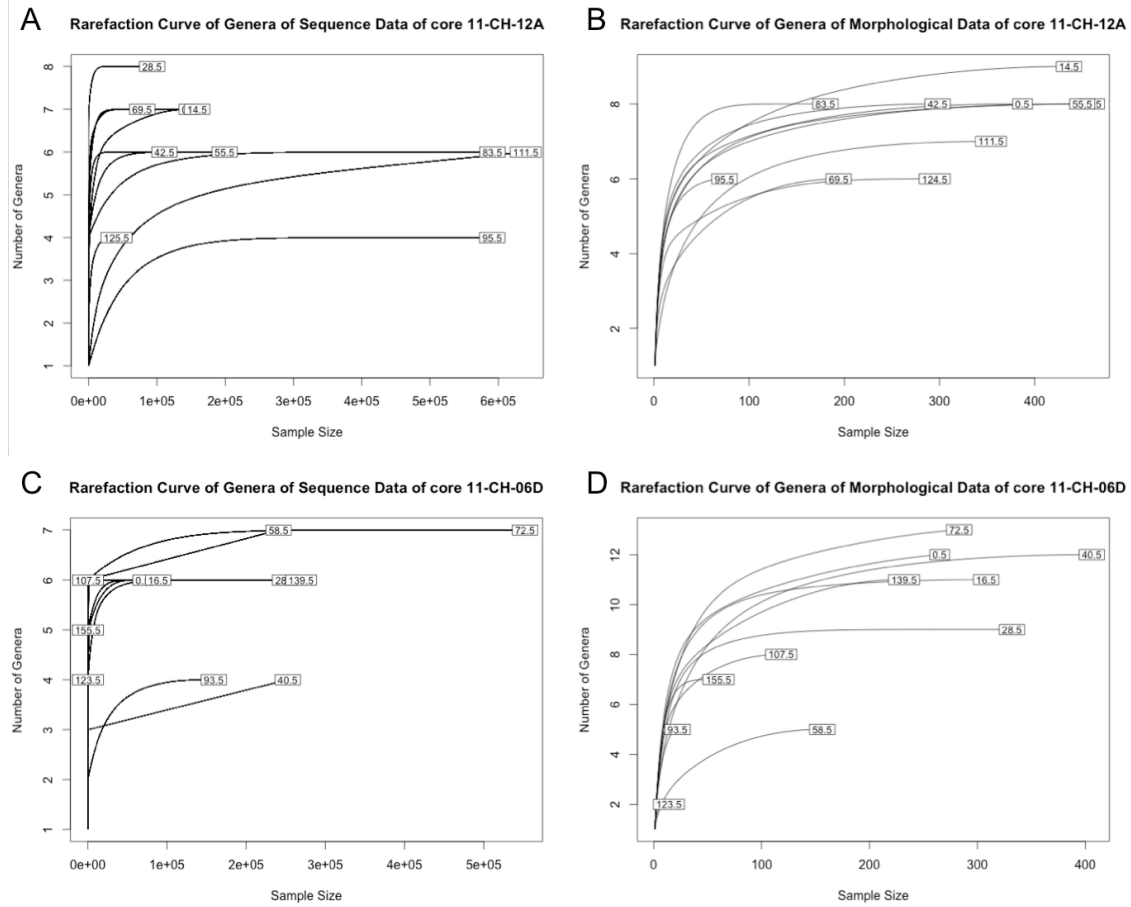 A
Rarefaction Curve of Genera of Sequence Data of core 11-CH-12A
Number of Genera
8
7
6
5
4
3
2
1
28.5
69.5
14.5
42.5
55.5
83.5
111.5
125.5
95.5
0e+00
1e+05
2e+05
3e+05
4e+05
5e+05
6e+05
Sample Size
B
Rarefaction Curve of Genera of Morphological Data of core 11-CH-12A
Number of Genera
8
6
4
2
14.5
83.5
42.5
0.5
55.5
111.5
95.5
69.5
124.5
0
100
200
300
400
Sample Size
C
Rarefaction Curve of Genera of Sequence Data of core 11-CH-06D
Number of Genera
7
6
5
4
3
2
1
58.5
72.5
107.5
16.5
139.5
155.5
123.5
93.5
40.5
0e+00
1e+05
2e+05
3e+05
4e+05
5e+05
Sample Size
D
Rarefaction Curve of Genera of Morphological Data of core 11-CH-06D
Number of Genera
12
10
8
6
4
2
72.5
0.5
40.5
139.5
16.5
28.5
107.5
155.5
93.5
58.5
123.5
0
100
200
300
400
Sample Size